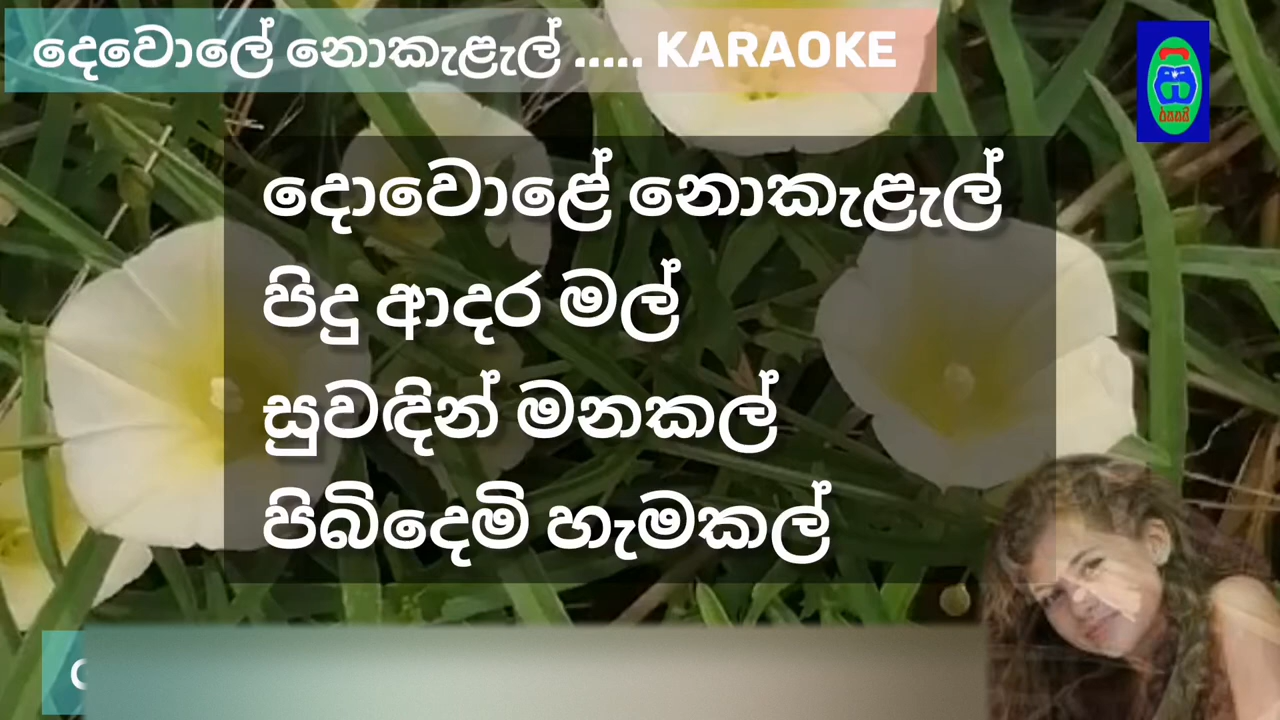 දෙවොලේ නොකැළැල් ..... KARAOKE
දොවොළේ නොකැළැල්
පිදු ආදර මල්
සුවඳින් මනකල්
පිබිදෙමි හැමකල්